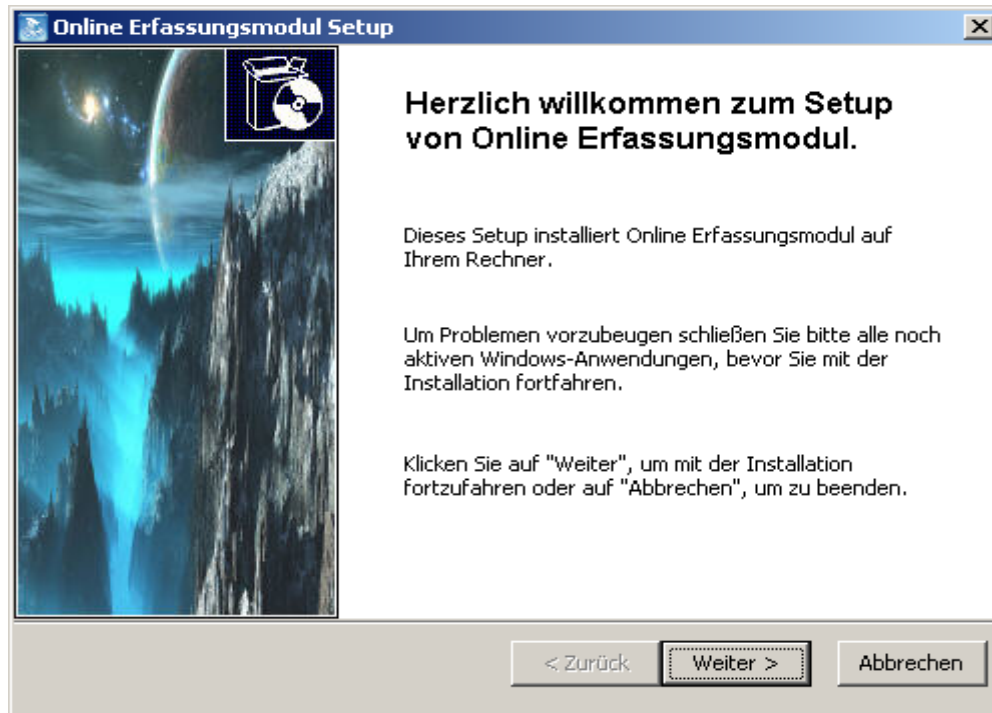 Online Erfassungsmodul Setup
Herzlich willkommen zum Setup
von Online Erfassungsmodul.
Dieses Setup installiert Online Erfassungsmodul auf
Ihrem Rechner.
Um Problemen vorzubeugen schließen Sie bitte alle noch
aktiven Windows-Anwendungen, bevor Sie mit der
Installation fortfahren.
Klicken Sie auf "Weiter", um mit der Installation
fortzufahren oder auf "Abbrechen", um zu beenden.
< Zurück
Weiter >
Abbrechen